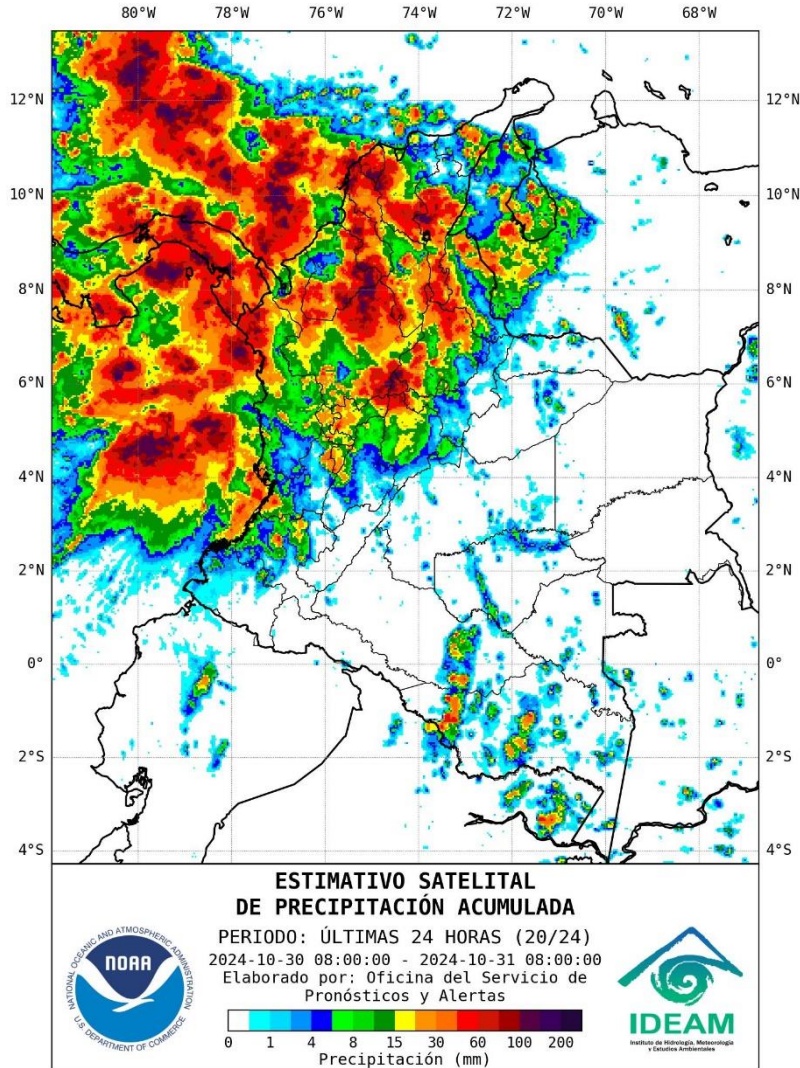 80°W 78°W 76°W 74°W 72°W 70°W 68°W
12°N 12°N
10°N 10°N
8°N 8°N
6°N 6°N
4°N 4°N
2°N 2°N
0° 0°
2°S 2°S
4°S 4°S
ESTIMATIVO SATELITAL
DE PRECIPITACIÓN ACUMULADA
PERIODO: ÚLTIMAS 24 HORAS (20/24)
2024-10-30 08:00:00 - 2024-10-31 08:00:00
Elaborado por: Oficina del Servicio de
Pronósticos y Alertas
0 1 4 8 15 30 60 100 200
Precipitación (mm)
NATIONAL OCEANIC AND ATMOSPHERIC ADMINISTRATION
NOAA
U.S. DEPARTMENT OF COMMERCE
IDEAM
Instituto de Hidrología, Meteorología
y Estudios Ambientales